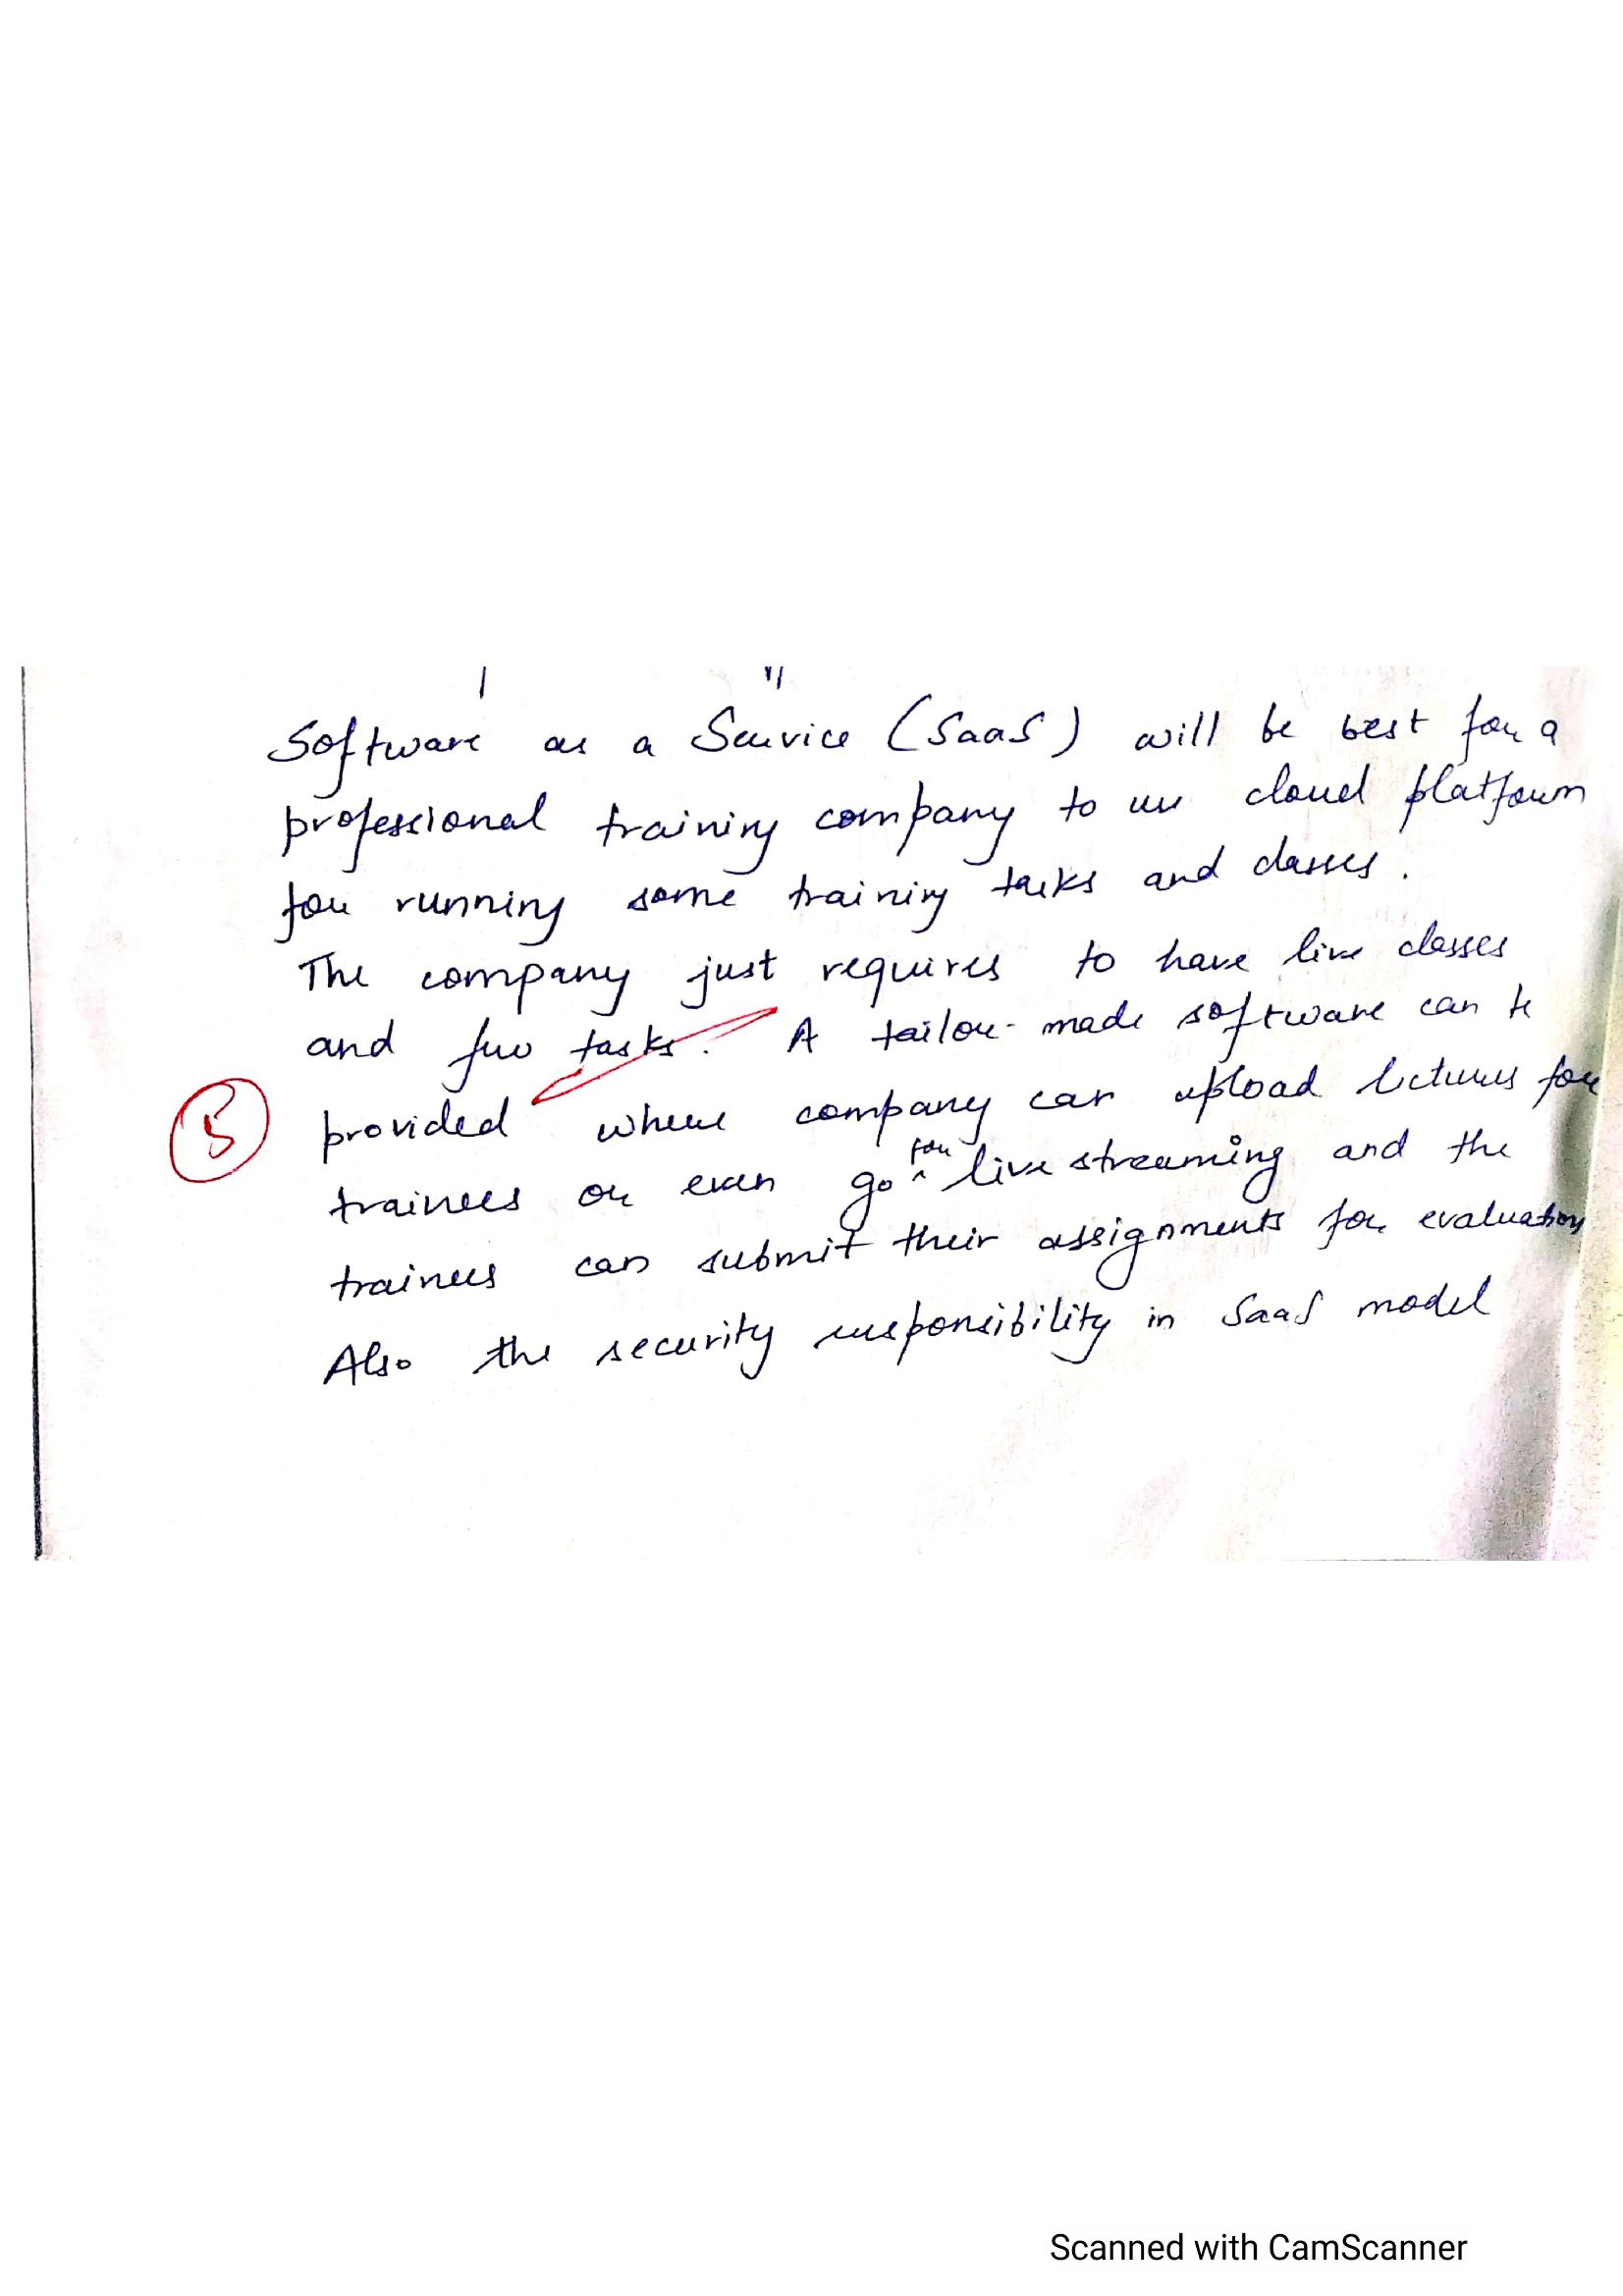 Software as a Service (SaaS) will be best for a
professional training company to use cloud platform
for running some training tasks and classes.
The company just requires to have live classes
and few tasks. A tailor-made software can be
5
provided where company can upload lectures for
trainees or even go for live streaming and the
trainees can submit their assignments for evaluation
Also the security responsibility in SaaS model
Scanned with CamScanner